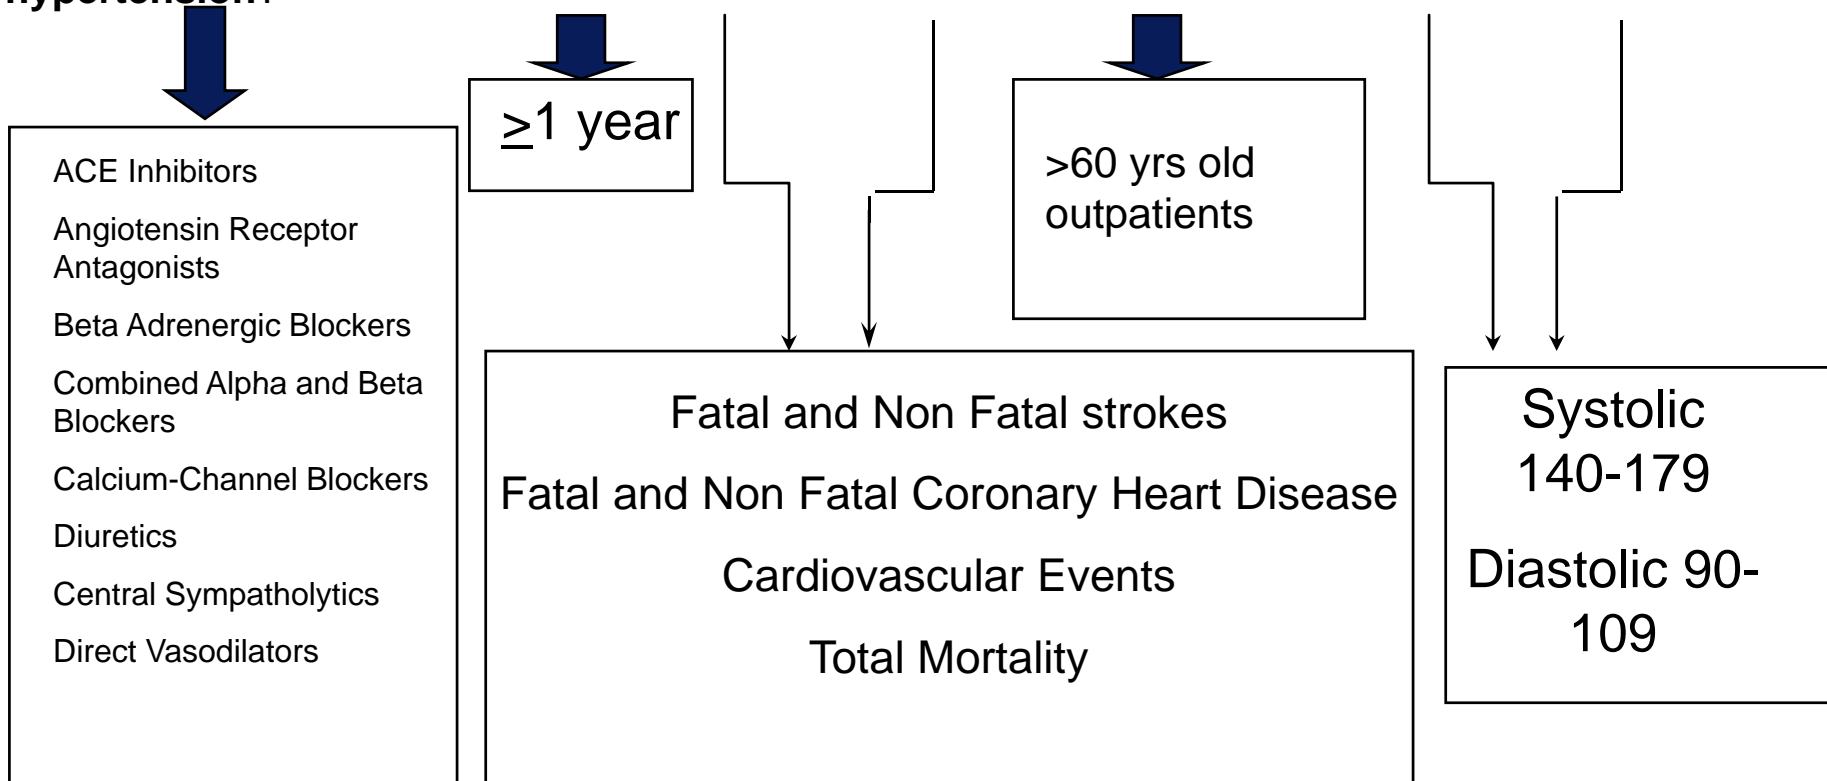 hypertension?
≥1 year
ACE Inhibitors
Angiotensin Receptor
Antagonists
Beta Adrenergic Blockers
Combined Alpha and Beta
Blockers
Calcium-Channel Blockers
Diuretics
Central Sympatholytics
Direct Vasodilators
>60 yrs old
outpatients
Fatal and Non Fatal strokes
Fatal and Non Fatal Coronary Heart Disease
Cardiovascular Events
Total Mortality
Systolic
140-179
Diastolic 90-
109